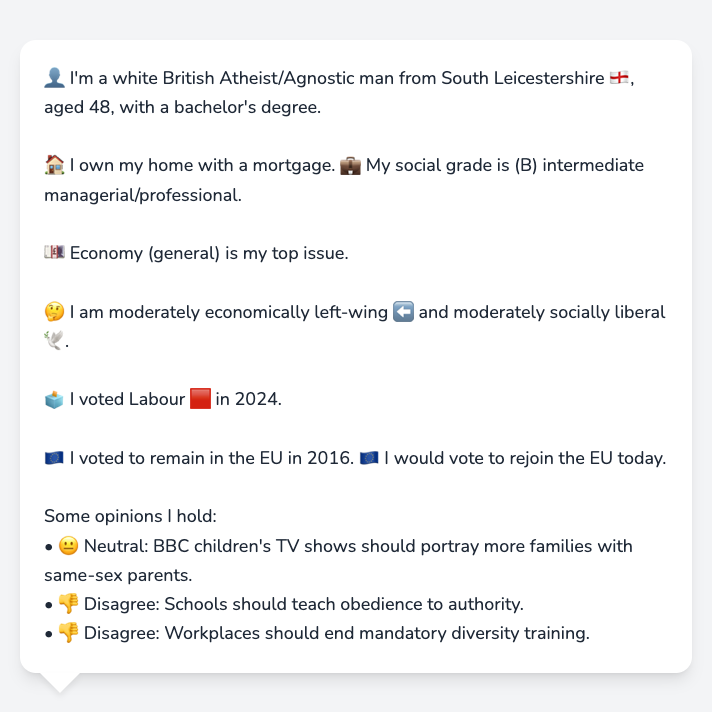 👤 I'm a white British Atheist/Agnostic man from South Leicestershire 🏴󠁧󠁢󠁥󠁮󠁧󠁿,
aged 48, with a bachelor's degree.
🏠 I own my home with a mortgage. 💼 My social grade is (B) intermediate
managerial/professional.
💷 Economy (general) is my top issue.
🤔 I am moderately economically left-wing ⬅️ and moderately socially liberal
🕊️.
🗳️ I voted Labour 🟥 in 2024.
🇪🇺 I voted to remain in the EU in 2016. 🇪🇺 I would vote to rejoin the EU today.
Some opinions I hold:
• 😐 Neutral: BBC children's TV shows should portray more families with
same-sex parents.
• 👎 Disagree: Schools should teach obedience to authority.
• 👎 Disagree: Workplaces should end mandatory diversity training.